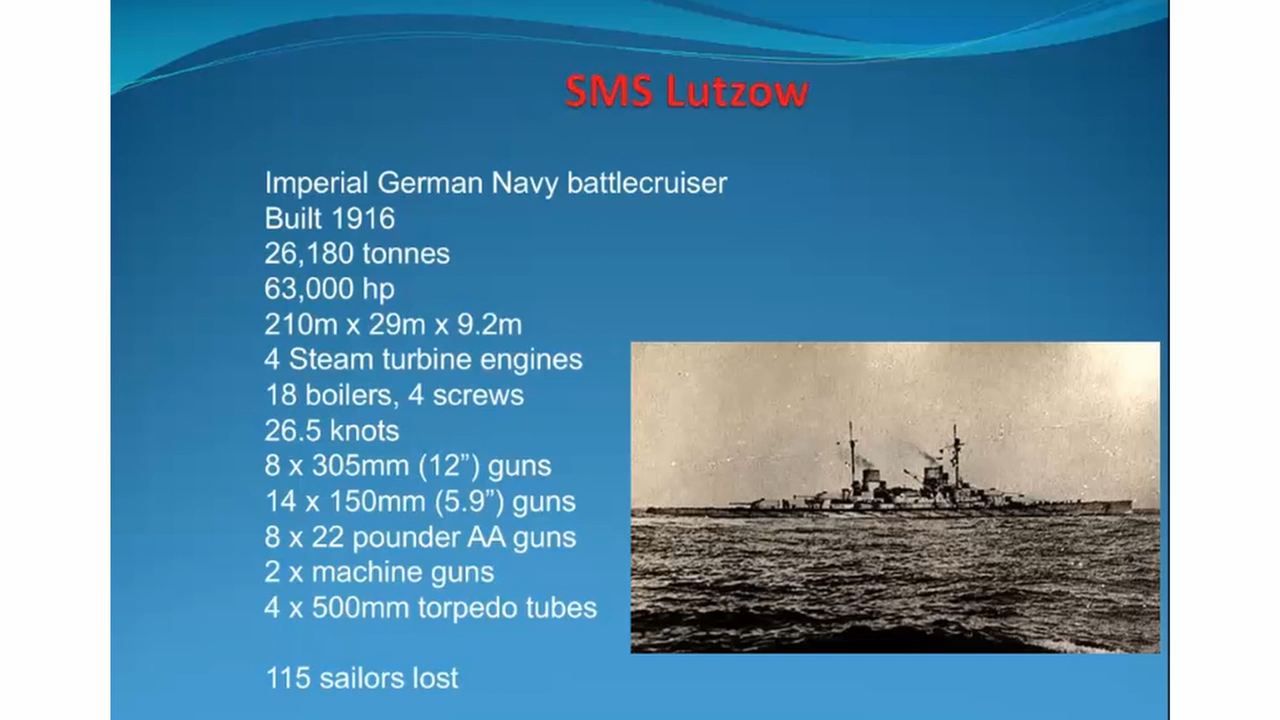 SMS Lutzow
Imperial German Navy battlecruiser
Built 1916
26,180 tonnes
63,000 hp
210m x 29m x 9.2m
4 Steam turbine engines
18 boilers, 4 screws
26.5 knots
8 x 305mm (12”) guns
14 x 150mm (5.9”) guns
8 x 22 pounder AA guns
2 x machine guns
4 x 500mm torpedo tubes
115 sailors lost